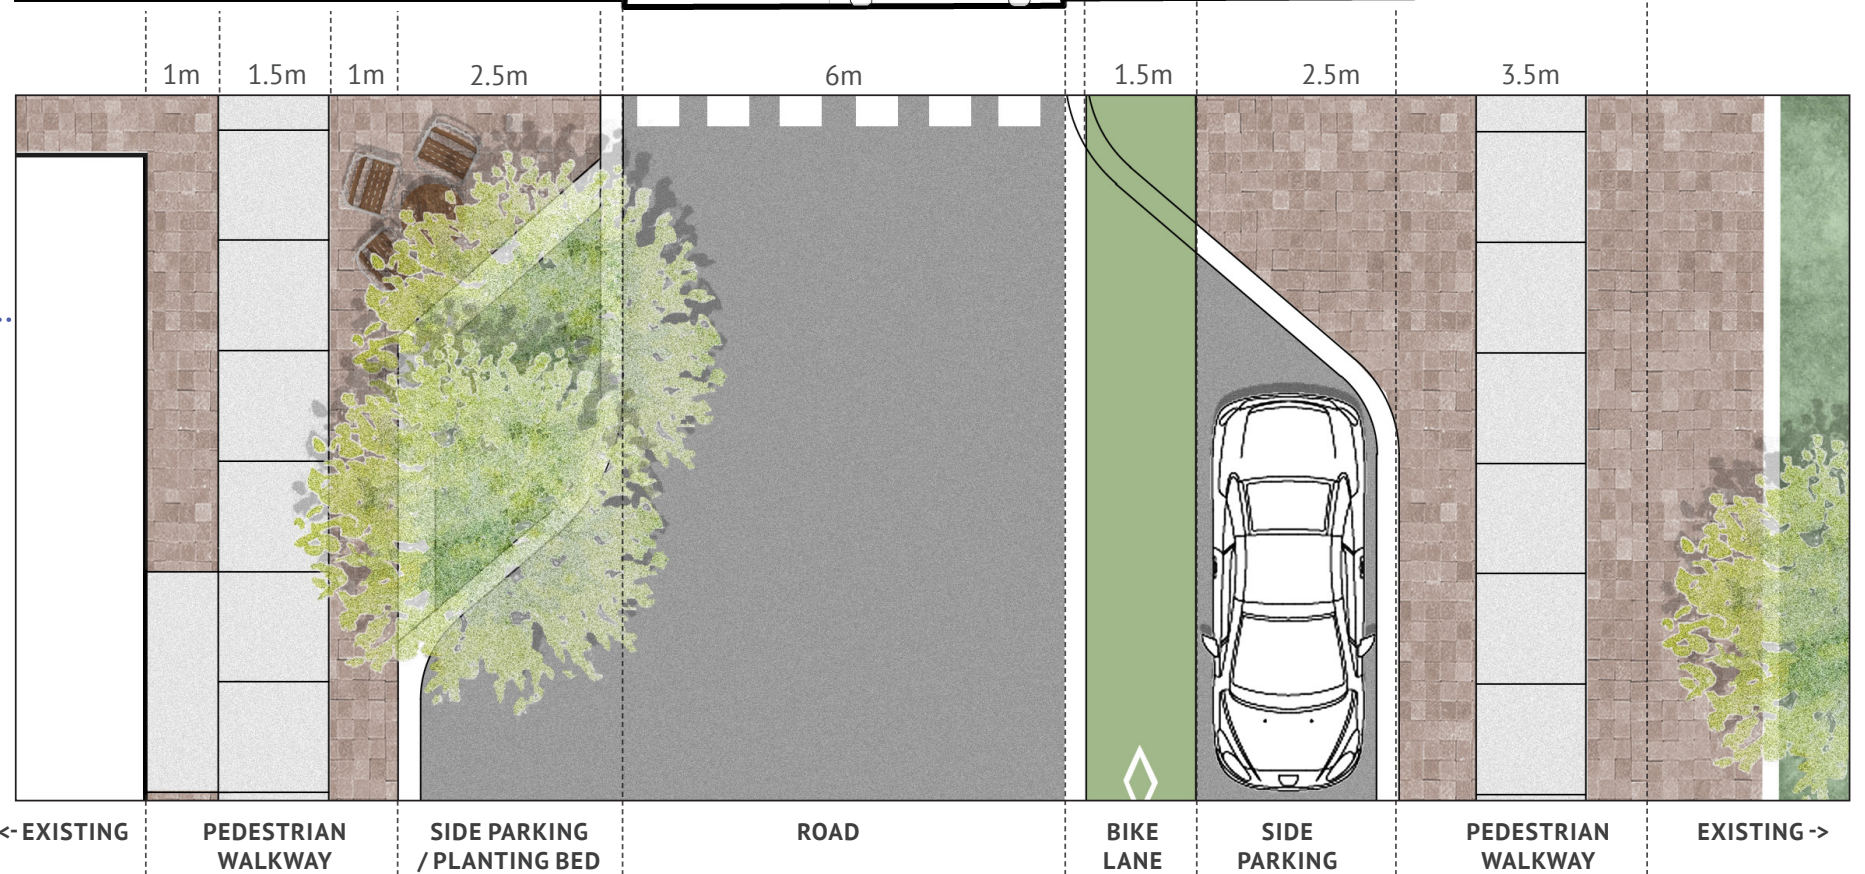 1m 1.5m 1m 2.5m 6m 1.5m 2.5m 3.5m
<- EXISTING
PEDESTRIAN
WALKWAY
SIDE PARKING
/ PLANTING BED
ROAD
BIKE
LANE
SIDE
PARKING
PEDESTRIAN
WALKWAY
EXISTING ->